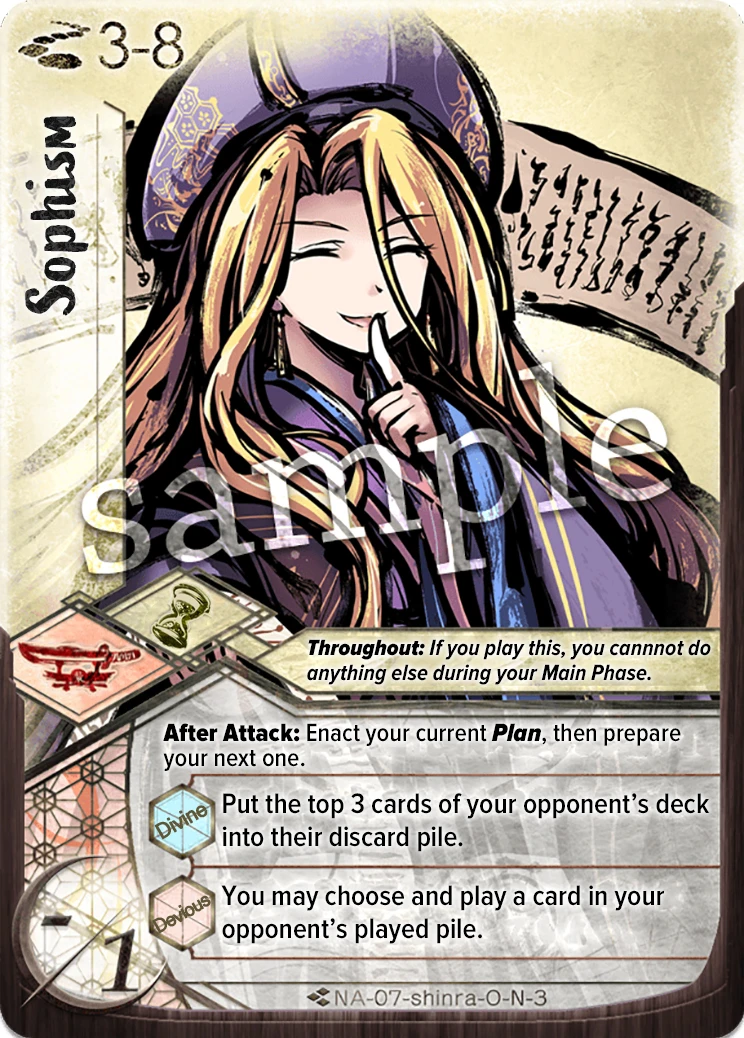 3-8
Sophism
sample
Throughout: If you play this, you cannnot do
anything else during your Main Phase.
After Attack: Enact your current Plan, then prepare
your next one.
Divine
Put the top 3 cards of your opponent's deck
into their discard pile.
Devious
You may choose and play a card in your
opponent's played pile.
-/1
NA-07-shinra-O-N-3